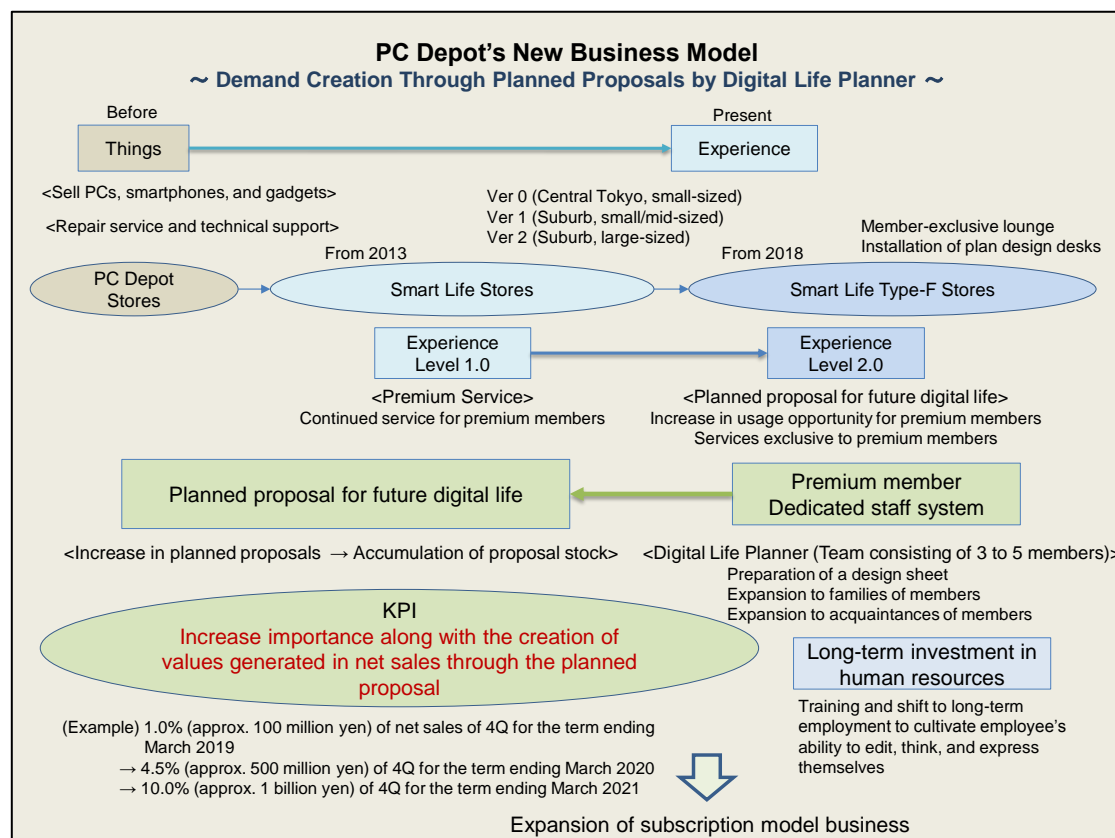 PC Depot's New Business Model
～ Demand Creation Through Planned Proposals by Digital Life Planner ～
Before
Present
Things
Experience
<Sell PCs, smartphones, and gadgets>
<Repair service and technical support>
Ver 0 (Central Tokyo, small-sized)
Ver 1 (Suburb, small/mid-sized)
Ver 2 (Suburb, large-sized)
Member-exclusive lounge
Installation of plan design desks
From 2013
From 2018
PC Depot
Stores
Smart Life Stores
Smart Life Type-F Stores
Experience
Level 1.0
Experience
Level 2.0
<Premium Service>
Continued service for premium members
<Planned proposal for future digital life>
Increase in usage opportunity for premium members
Services exclusive to premium members
Planned proposal for future digital life
Premium member
Dedicated staff system
<Increase in planned proposals → Accumulation of proposal stock>
<Digital Life Planner (Team consisting of 3 to 5 members)>
Preparation of a design sheet
Expansion to families of members
Expansion to acquaintances of members
KPI
Increase importance along with the creation of
values generated in net sales through the planned
proposal
Long-term investment in
human resources
Training and shift to long-term
employment to cultivate employee's
ability to edit, think, and express
themselves
(Example) 1.0% (approx. 100 million yen) of net sales of 4Q for the term ending
March 2019
→ 4.5% (approx. 500 million yen) of 4Q for the term ending March 2020
→ 10.0% (approx. 1 billion yen) of 4Q for the term ending March 2021
Expansion of subscription model business